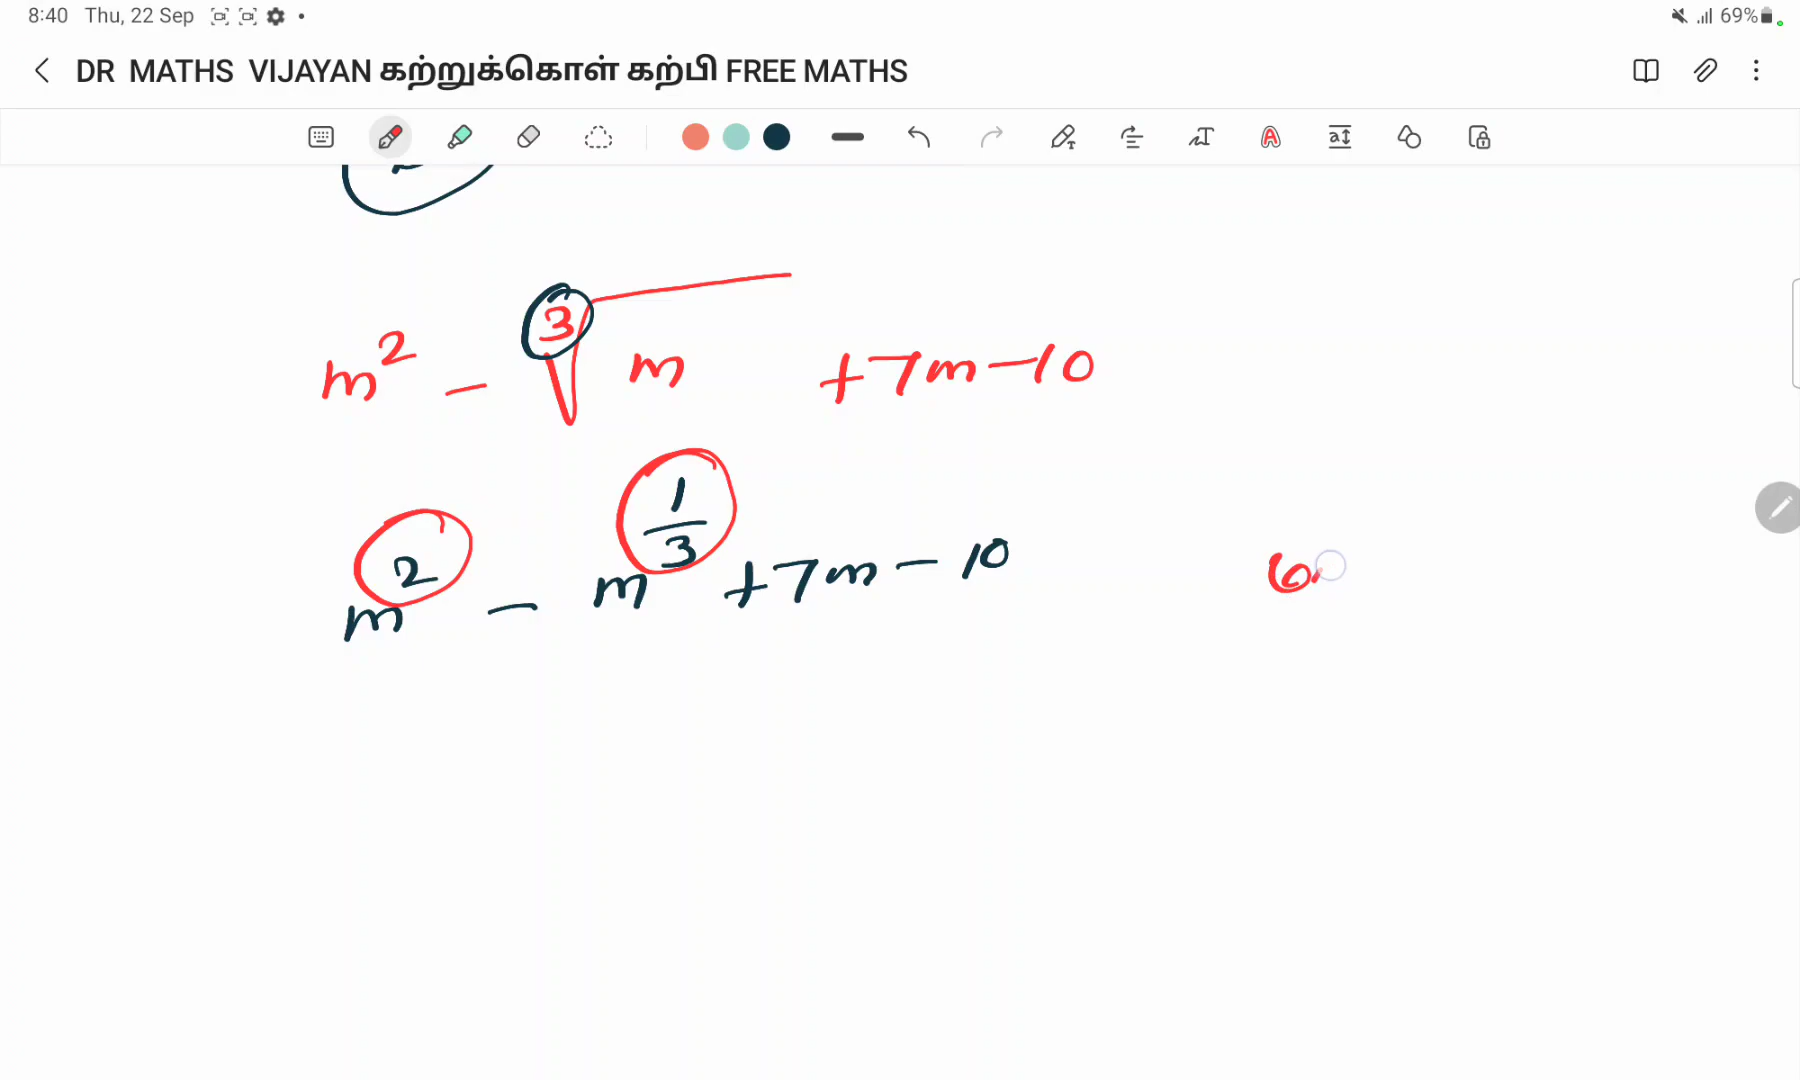 8:40 Thu, 22 Sep 69%
DR MATHS VIJAYAN கற்றுக்கொள் கற்பி FREE MATHS
m² - ∛m + 7m - 10
m² - m^(1/3) + 7m - 10